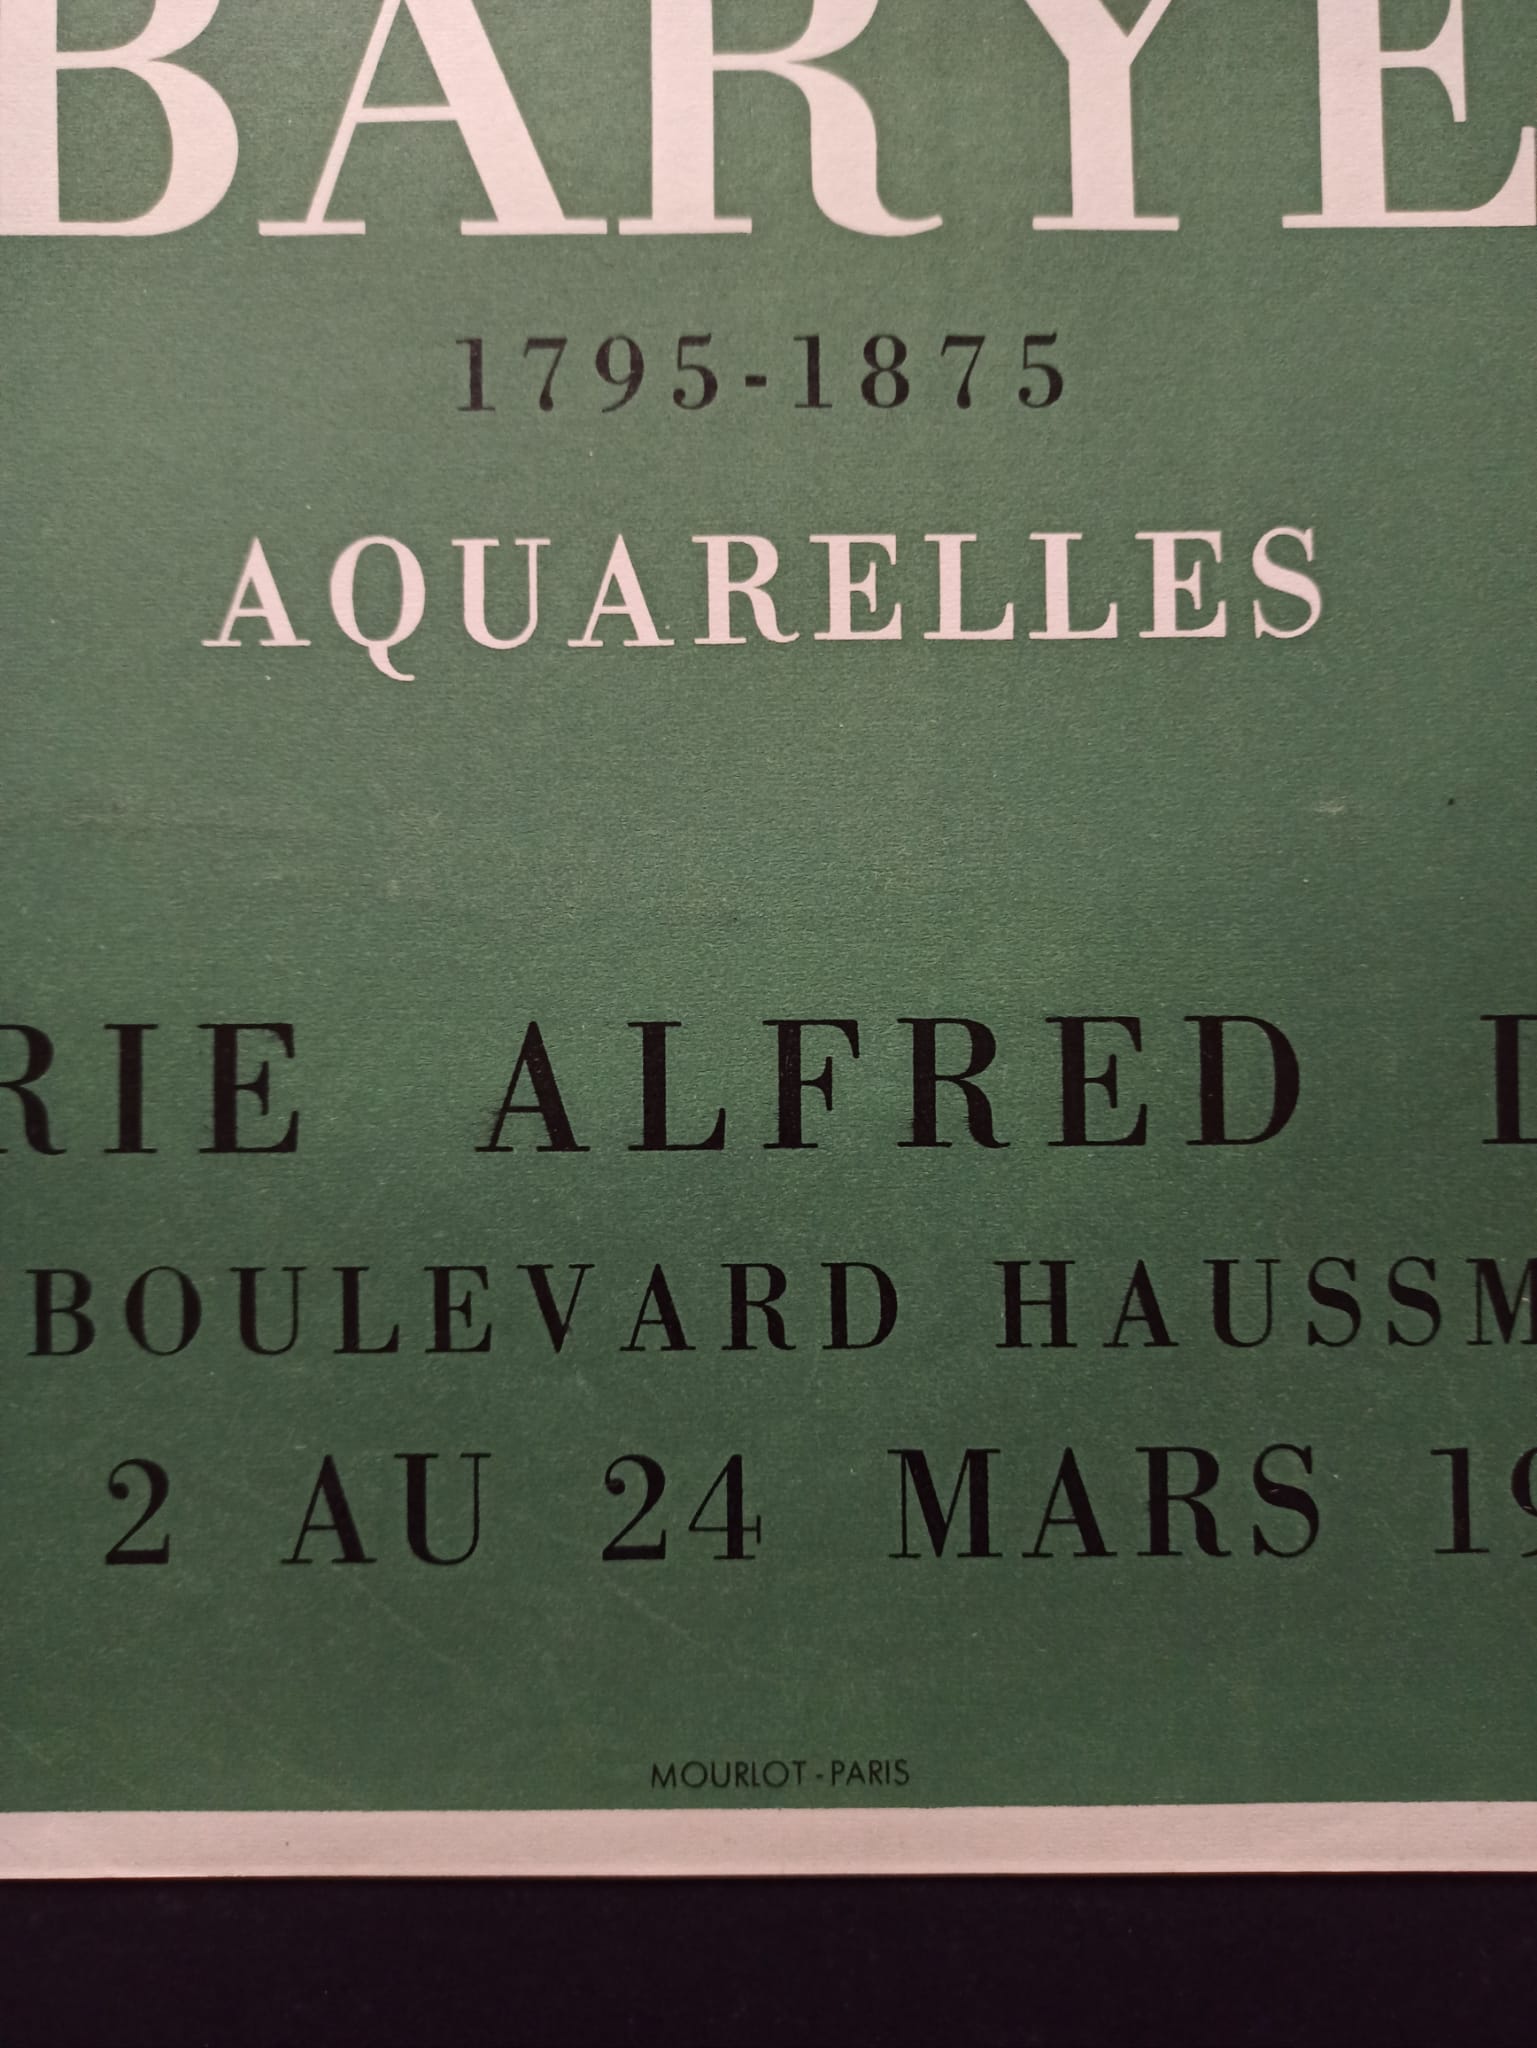 BARYE
1795-1875
AQUARELLES
RIE ALFRED D
BOULEVARD HAUSSM
2 AU 24 MARS 19
MOURLOT-PARIS